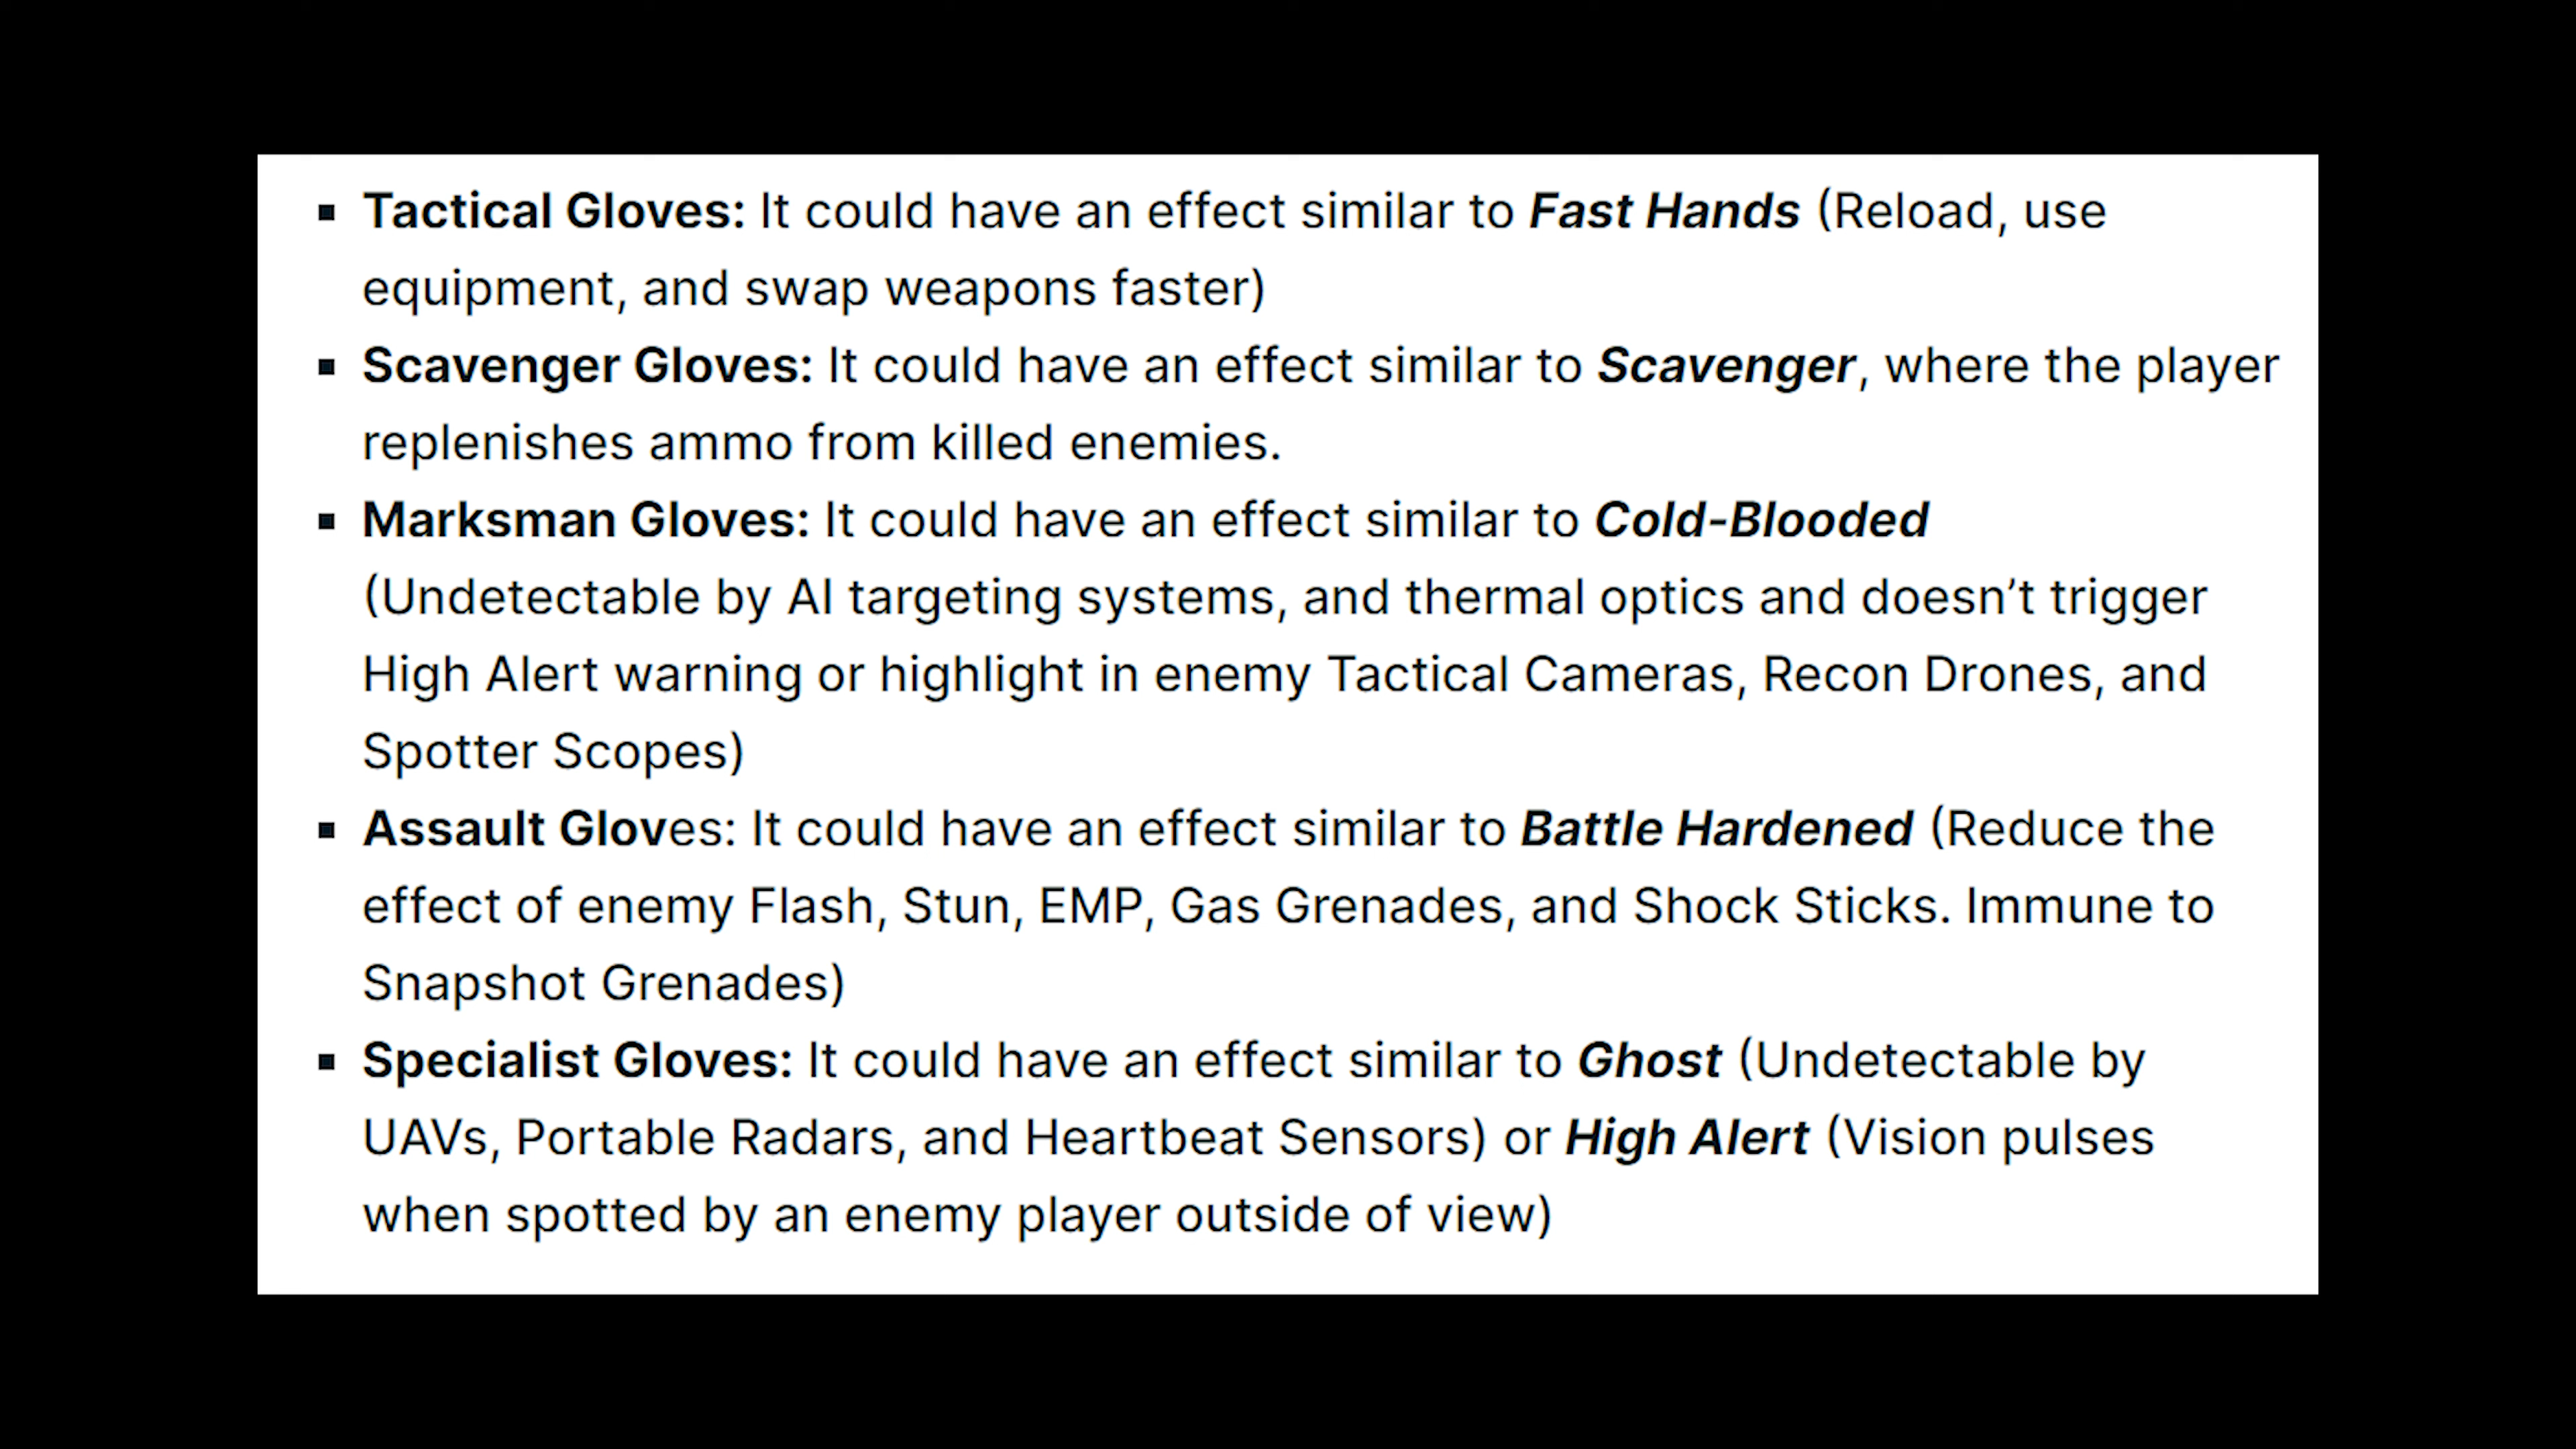 ▪ Tactical Gloves: It could have an effect similar to Fast Hands (Reload, use
equipment, and swap weapons faster)
▪ Scavenger Gloves: It could have an effect similar to Scavenger, where the player
replenishes ammo from killed enemies.
▪ Marksman Gloves: It could have an effect similar to Cold-Blooded
(Undetectable by AI targeting systems, and thermal optics and doesn’t trigger
High Alert warning or highlight in enemy Tactical Cameras, Recon Drones, and
Spotter Scopes)
▪ Assault Gloves: It could have an effect similar to Battle Hardened (Reduce the
effect of enemy Flash, Stun, EMP, Gas Grenades, and Shock Sticks. Immune to
Snapshot Grenades)
▪ Specialist Gloves: It could have an effect similar to Ghost (Undetectable by
UAVs, Portable Radars, and Heartbeat Sensors) or High Alert (Vision pulses
when spotted by an enemy player outside of view)